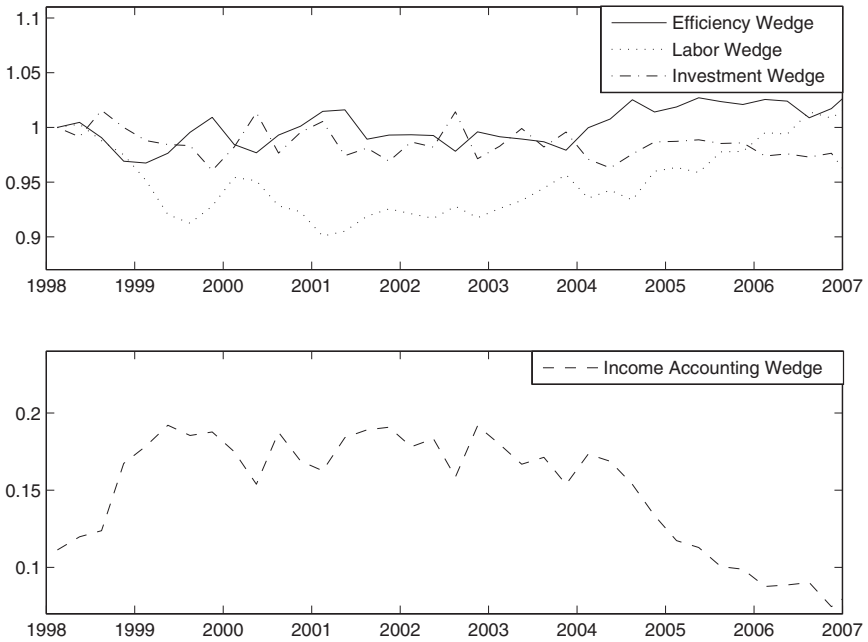 1.1
1.05
1
0.95
0.9
Efficiency Wedge
Labor Wedge
Investment Wedge
1998 1999 2000 2001 2002 2003 2004 2005 2006 2007
Income Accounting Wedge
0.2
0.15
0.1
1998 1999 2000 2001 2002 2003 2004 2005 2006 2007